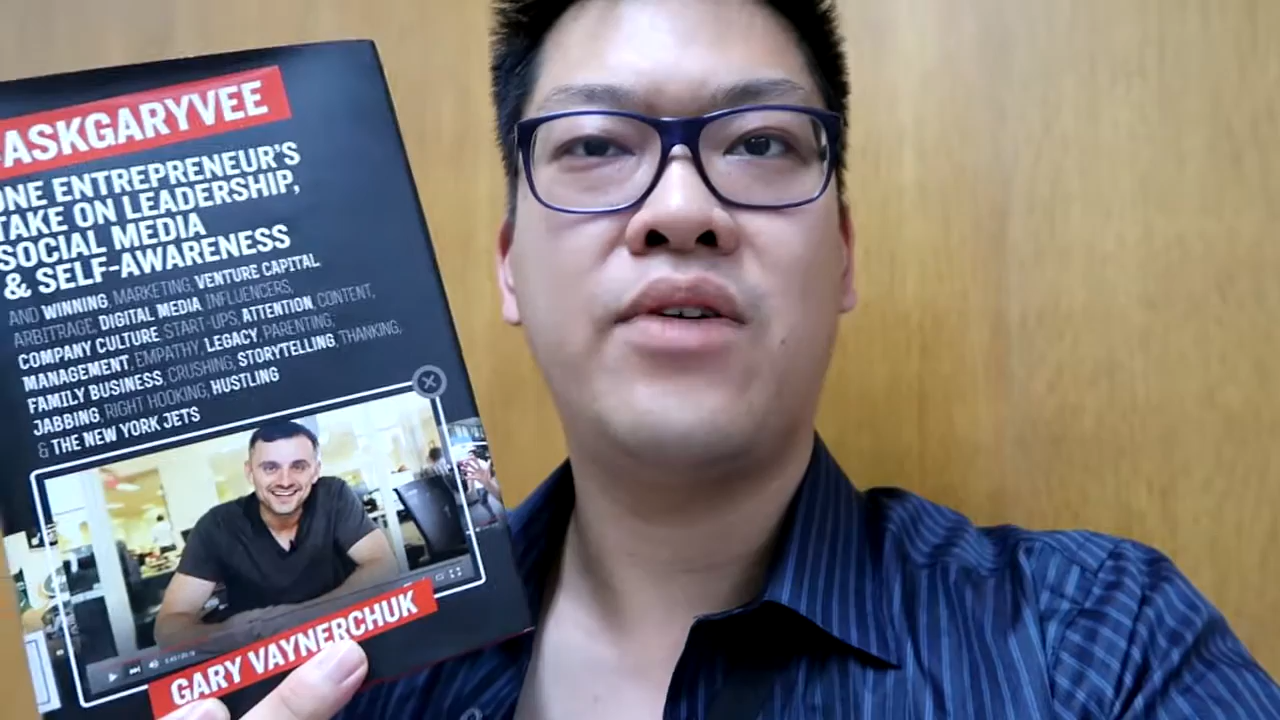 ASKGARYVEE
ONE ENTREPRENEUR'S
TAKE ON LEADERSHIP,
SOCIAL MEDIA
& SELF-AWARENESS
AND WINNING, MARKETING, VENTURE CAPITAL
ARBITRAGE, DIGITAL MEDIA, INFLUENCERS,
COMPANY CULTURE, START-UPS, ATTENTION, CONTENT,
MANAGEMENT, EMPATHY, LEGACY, PARENTING,
FAMILY BUSINESS, CRUSHING, STORYTELLING, THANKING,
JABBING, RIGHT HOOKING, HUSTLING
& THE NEW YORK JETS
GARY VAYNERCHUK